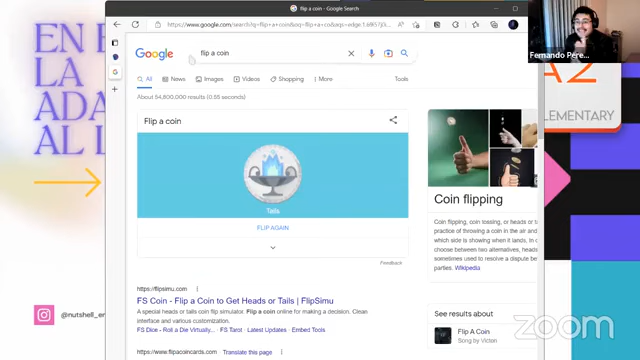 EN E
LA
ADA
AL L
@nutshell_en
flip a coin - Google Search
https://www.google.com/search?q=flip+a+coin&oq=flip+a+co&aqs=edge.1.69i57j0l
Google
flip a coin
All
News
Images
Videos
Shopping
More
Tools
About 54,800,000 results (0.55 seconds)
Flip a coin
Tails
FLIP AGAIN
Feedback
https://flipsimu.com
FS Coin - Flip a Coin to Get Heads or Tails | FlipSimu
A special heads or tails coin flip simulator. Flip a coin online for making a decision. Clean
interface and various customization.
FS Dice - Roll a Die Virtually... · FS Tarot · Latest Updates · Embed Tools
https://www.flipacoincards.com Translate this page
Coin flipping
Coin flipping, coin tossing, or heads or t
practice of throwing a coin in the air and
which side is showing when it lands, in c
choose between two alternatives, heads
sometimes used to resolve a dispute be
parties. Wikipedia
See results about
Flip A Coin
Song by Victen
Fernando Pere...
A2
LEMENTARY
zoom